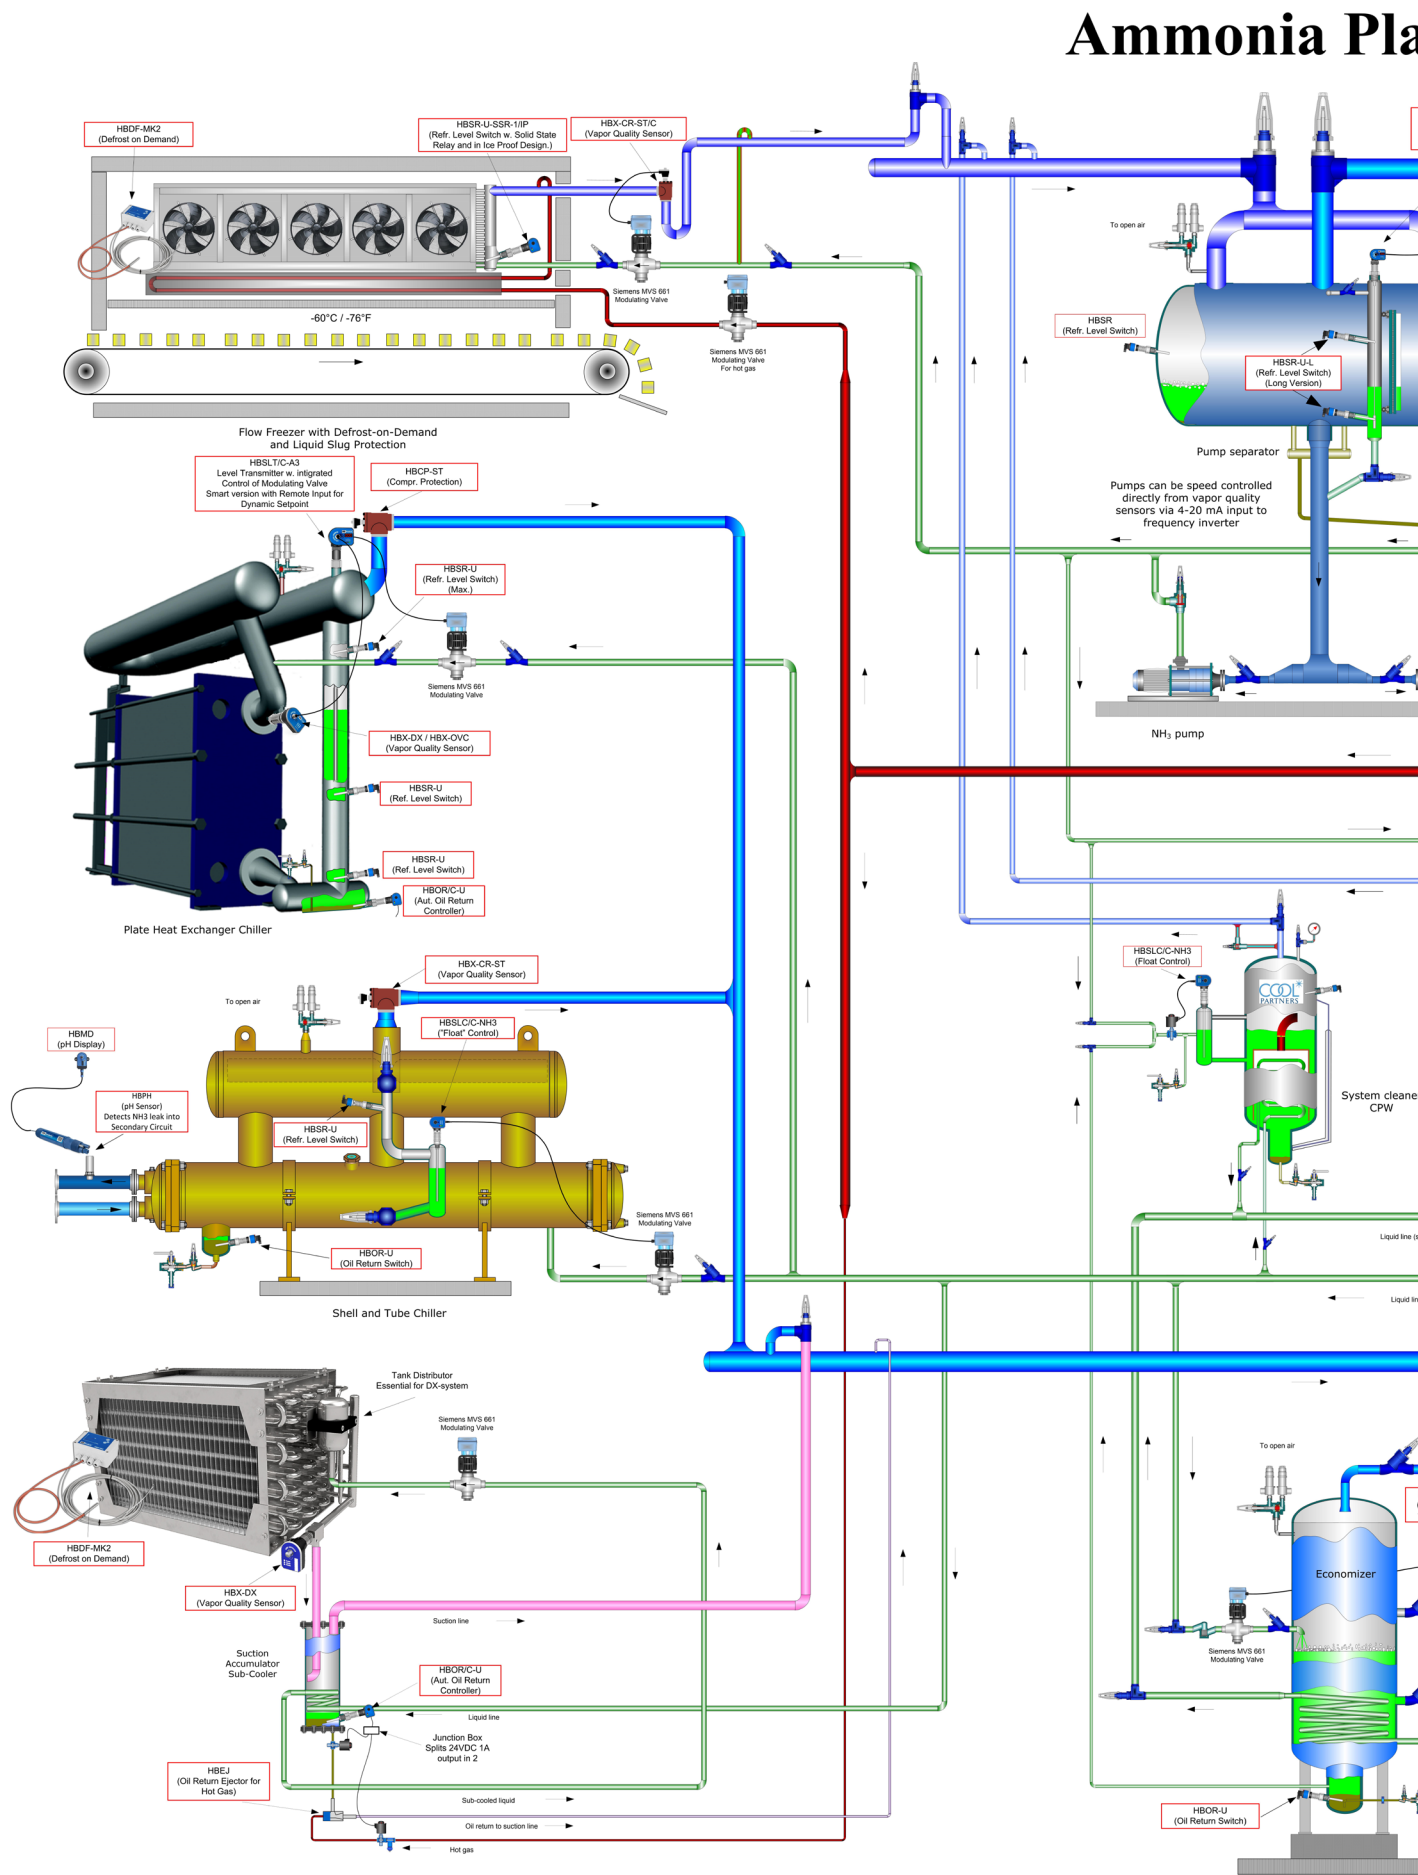 Ammonia Pla
HBDF-MK2
(Defrost on Demand)
HBSR-U-SSR-1/IP
(Refr. Level Switch w. Solid State
Relay and in Ice Proof Design.)
HBX-CR-ST/C
(Vapor Quality Sensor)
To open air
Siemens MVS 661
Modulating Valve
-60°C / -76°F
Siemens MVS 661
Modulating Valve
For hot gas
HBSR
(Refr. Level Switch)
HBSR-U-L
(Refr. Level Switch)
(Long Version)
Flow Freezer with Defrost-on-Demand
and Liquid Slug Protection
Pump separator
HBSLT/C-A3
Level Transmitter w. intigrated
Control of Modulating Valve
Smart version with Remote Input for
Dynamic Setpoint
HBCP-ST
(Compr. Protection)
Pumps can be speed controlled
directly from vapor quality
sensors via 4-20 mA input to
frequency inverter
HBSR-U
(Refr. Level Switch)
(Max.)
Siemens MVS 661
Modulating Valve
HBX-DX / HBX-OVC
(Vapor Quality Sensor)
NH3 pump
HBSR-U
(Ref. Level Switch)
HBSR-U
(Ref. Level Switch)
HBOR/C-U
(Aut. Oil Return
Controller)
Plate Heat Exchanger Chiller
HBX-CR-ST
(Vapor Quality Sensor)
HBSLC/C-NH3
(Float Control)
COOL
PARTNERS
To open air
HBSLC/C-NH3
("Float" Control)
HBMD
(pH Display)
HBPH
(pH Sensor)
Detects NH3 leak into
Secondary Circuit
System cleane
CPW
HBSR-U
(Refr. Level Switch)
Siemens MVS 661
Modulating Valve
HBOR-U
(Oil Return Switch)
Liquid line (s
Liquid lin
Shell and Tube Chiller
Tank Distributor
Essential for DX-system
Siemens MVS 661
Modulating Valve
To open air
HBDF-MK2
(Defrost on Demand)
HBX-DX
(Vapor Quality Sensor)
Economizer
Suction line
Suction
Accumulator
Sub-Cooler
Siemens MVS 661
Modulating Valve
HBOR/C-U
(Aut. Oil Return
Controller)
Liquid line
Junction Box
Splits 24VDC 1A
output in 2
HBEJ
(Oil Return Ejector for
Hot Gas)
Sub-cooled liquid
HBOR-U
(Oil Return Switch)
Oil return to suction line
Hot gas